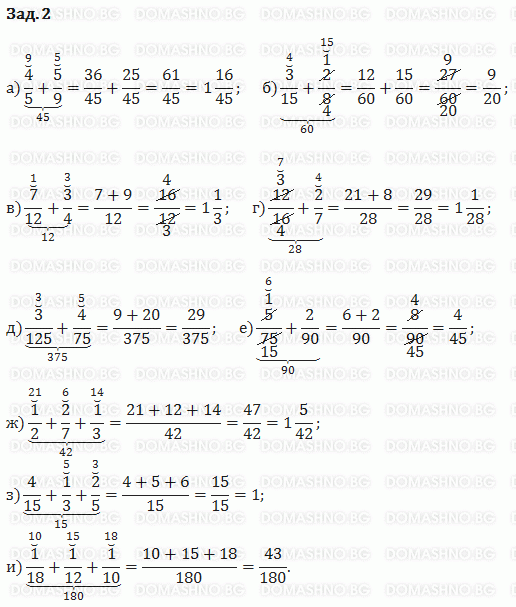 Зад. 2
а) 4/5 + 5/9 = 36/45 + 25/45 = 61/45 = 1 16/45; б) 3/15 + 2/8 = 12/60 + 15/60 = 27/60 = 9/20;
в) 7/12 + 3/4 = (7 + 9)/12 = 16/12 = 1 1/3; г) 12/16 + 2/7 = (21 + 8)/28 = 29/28 = 1 1/28;
д) 3/125 + 4/75 = (9 + 20)/375 = 29/375; е) 5/75 + 2/90 = (6 + 2)/90 = 8/90 = 4/45;
ж) 1/2 + 2/7 + 1/3 = (21 + 12 + 14)/42 = 47/42 = 1 5/42;
з) 4/15 + 1/3 + 2/5 = (4 + 5 + 6)/15 = 15/15 = 1;
и) 1/18 + 1/12 + 1/10 = (10 + 15 + 18)/180 = 43/180.
DOMASHNO.BG